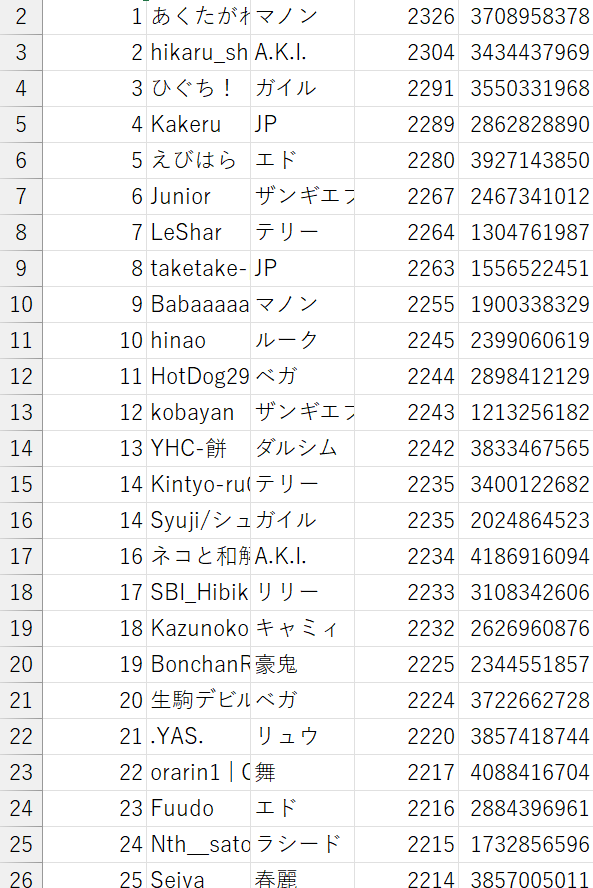 2 1 あくたがわ マノン 2326 3708958378
3 2 hikaru_sh A.K.I. 2304 3434437969
4 3 ひぐち！ ガイル 2291 3550331968
5 4 Kakeru JP 2289 2862828890
6 5 えびはら エド 2280 3927143850
7 6 Junior ザンギエフ 2267 2467341012
8 7 LeShar テリー 2264 1304761987
9 8 taketake- JP 2263 1556522451
10 9 Babaaaaa マノン 2255 1900338329
11 10 hinao ルーク 2245 2399060619
12 11 HotDog29 ベガ 2244 2898412129
13 12 kobayan ザンギエフ 2243 1213256182
14 13 YHC-餅 ダルシム 2242 3833467565
15 14 Kintyo-ru テリー 2235 3400122682
16 14 Syuji/シュ ガイル 2235 2024864523
17 16 ネコと和解 A.K.I. 2234 4186916094
18 17 SBI_Hibik リリー 2233 3108342606
19 18 Kazunoko キャミィ 2232 2626960876
20 19 BonchanR 豪鬼 2225 2344551857
21 20 生駒デビル ベガ 2224 3722662728
22 21 .YAS. リュウ 2220 3857418744
23 22 orarin1 | 舞 2217 4088416704
24 23 Fuudo エド 2216 2884396961
25 24 Nth__sato ラシード 2215 1732856596
26 25 Seiya 春麗 2214 3857005011